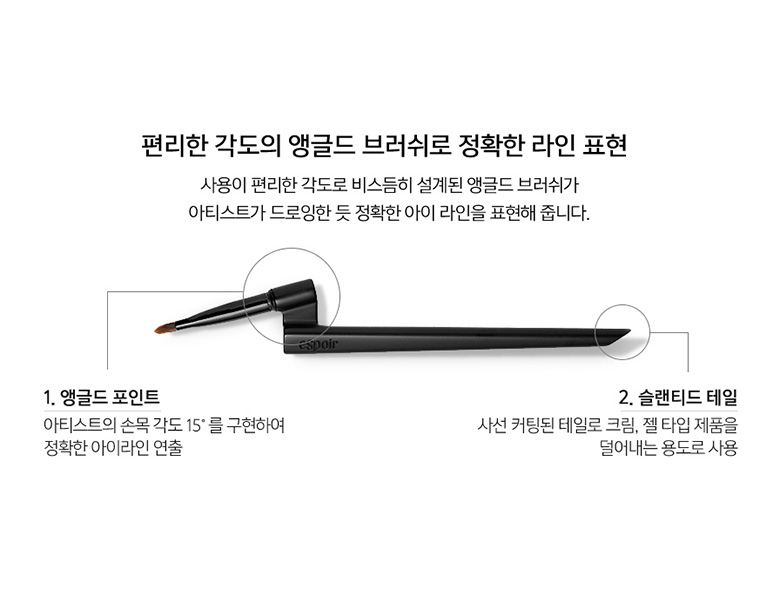 편리한 각도의 앵글드 브러쉬로 정확한 라인 표현
사용이 편리한 각도로 비스듬히 설계된 앵글드 브러쉬가
아티스트가 드로잉한 듯 정확한 아이 라인을 표현해 줍니다.
espoir
1. 앵글드 포인트
아티스트의 손목 각도 15° 를 구현하여
정확한 아이라인 연출
2. 슬랜티드 테일
사선 커팅된 테일로 크림, 젤 타입 제품을
덜어내는 용도로 사용